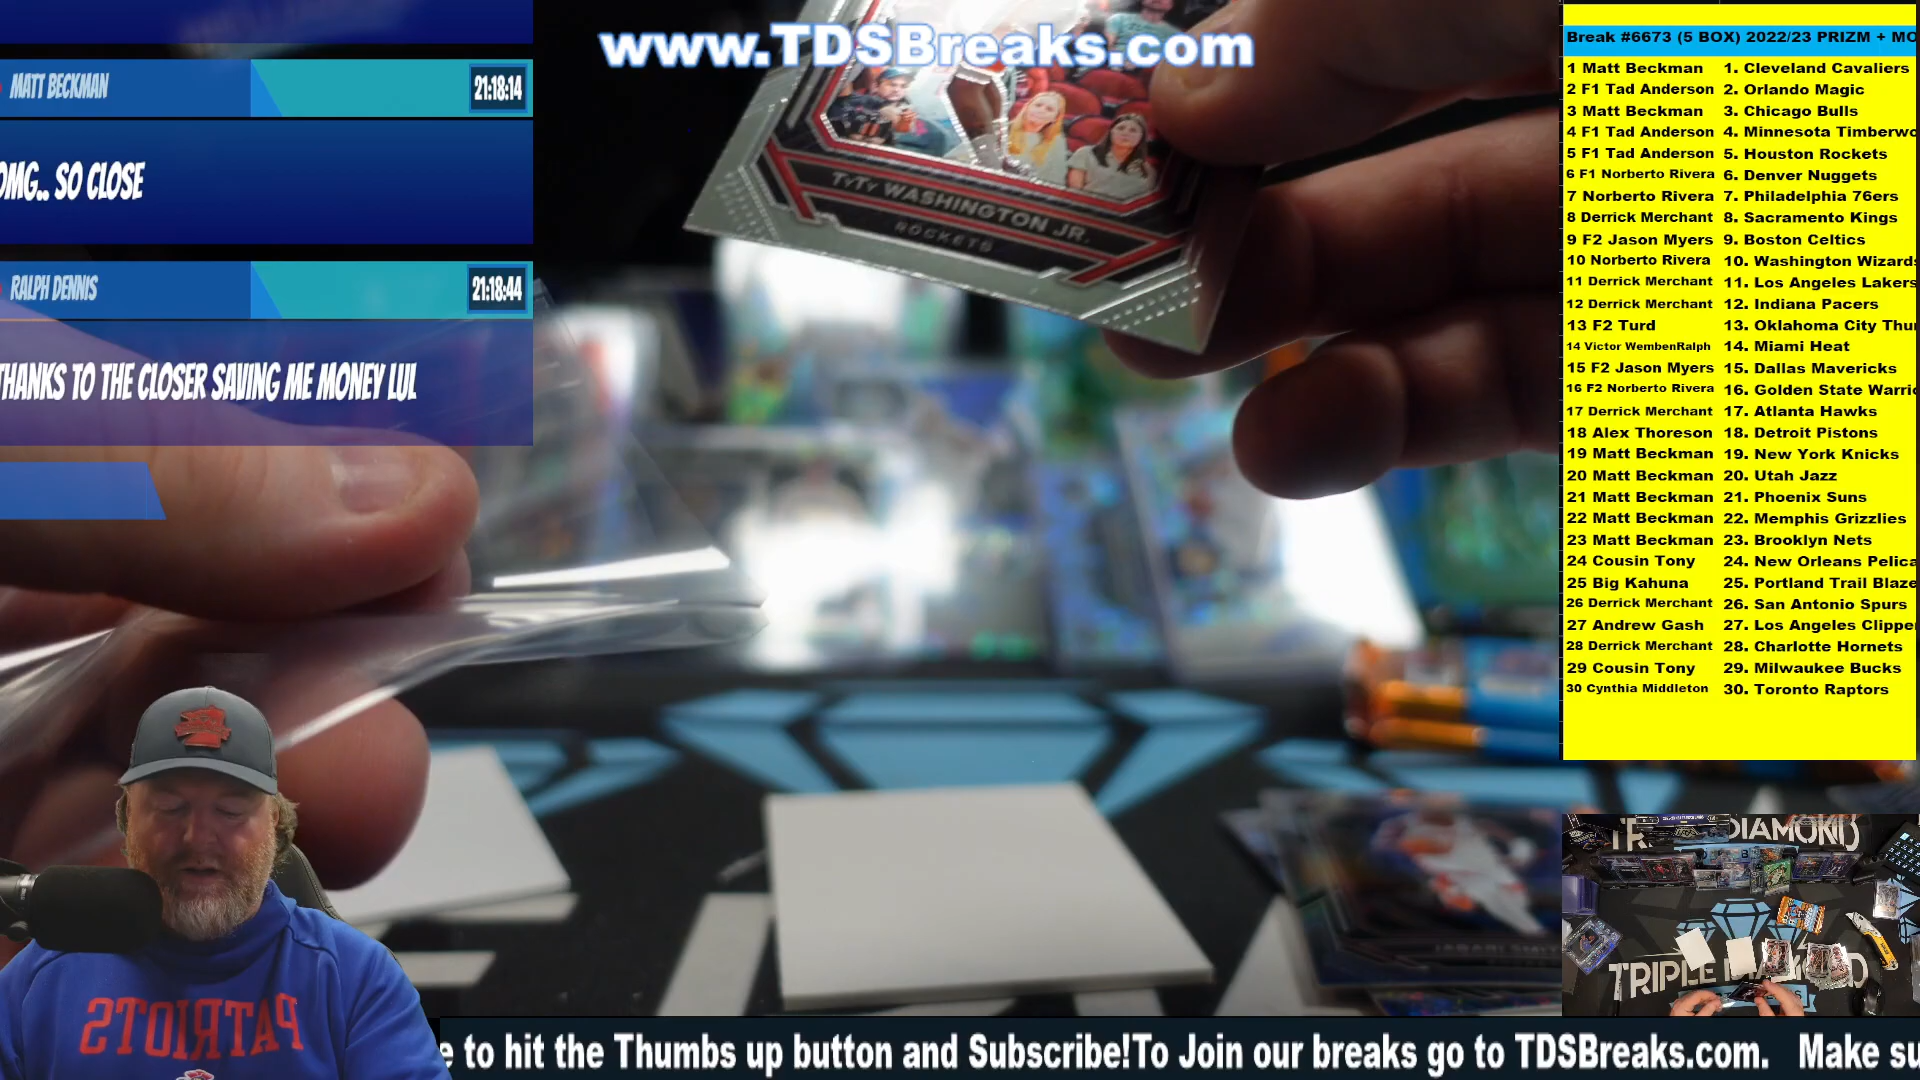 www.TDSBreaks.com
MATT BECKMAN
21:18:14
OMG.. SO CLOSE
RALPH DENNIS
21:18:44
THANKS TO THE CLOSER SAVING ME MONEY LUL
TYTY WASHINGTON JR.
ROCKETS
Break #6673 (5 BOX) 2022/23 PRIZM + MO
1 Matt Beckman 1. Cleveland Cavaliers
2 F1 Tad Anderson 2. Orlando Magic
3 Matt Beckman 3. Chicago Bulls
4 F1 Tad Anderson 4. Minnesota Timberwo
5 F1 Tad Anderson 5. Houston Rockets
6 F1 Norberto Rivera 6. Denver Nuggets
7 Norberto Rivera 7. Philadelphia 76ers
8 Derrick Merchant 8. Sacramento Kings
9 F2 Jason Myers 9. Boston Celtics
10 Norberto Rivera 10. Washington Wizards
11 Derrick Merchant 11. Los Angeles Lakers
12 Derrick Merchant 12. Indiana Pacers
13 F2 Turd 13. Oklahoma City Thu
14 Victor WembenRalph 14. Miami Heat
15 F2 Jason Myers 15. Dallas Mavericks
16 F2 Norberto Rivera 16. Golden State Warrio
17 Derrick Merchant 17. Atlanta Hawks
18 Alex Thoreson 18. Detroit Pistons
19 Matt Beckman 19. New York Knicks
20 Matt Beckman 20. Utah Jazz
21 Matt Beckman 21. Phoenix Suns
22 Matt Beckman 22. Memphis Grizzlies
23 Matt Beckman 23. Brooklyn Nets
24 Cousin Tony 24. New Orleans Pelica
25 Big Kahuna 25. Portland Trail Blaze
26 Derrick Merchant 26. San Antonio Spurs
27 Andrew Gash 27. Los Angeles Clippe
28 Derrick Merchant 28. Charlotte Hornets
29 Cousin Tony 29. Milwaukee Bucks
30 Cynthia Middleton 30. Toronto Raptors
JABARI SMITH
TRIPLE DIAMOND
TRIPLE DIAMOND
PATRIOTS
e to hit the Thumbs up button and Subscribe!To Join our breaks go to TDSBreaks.com. Make su